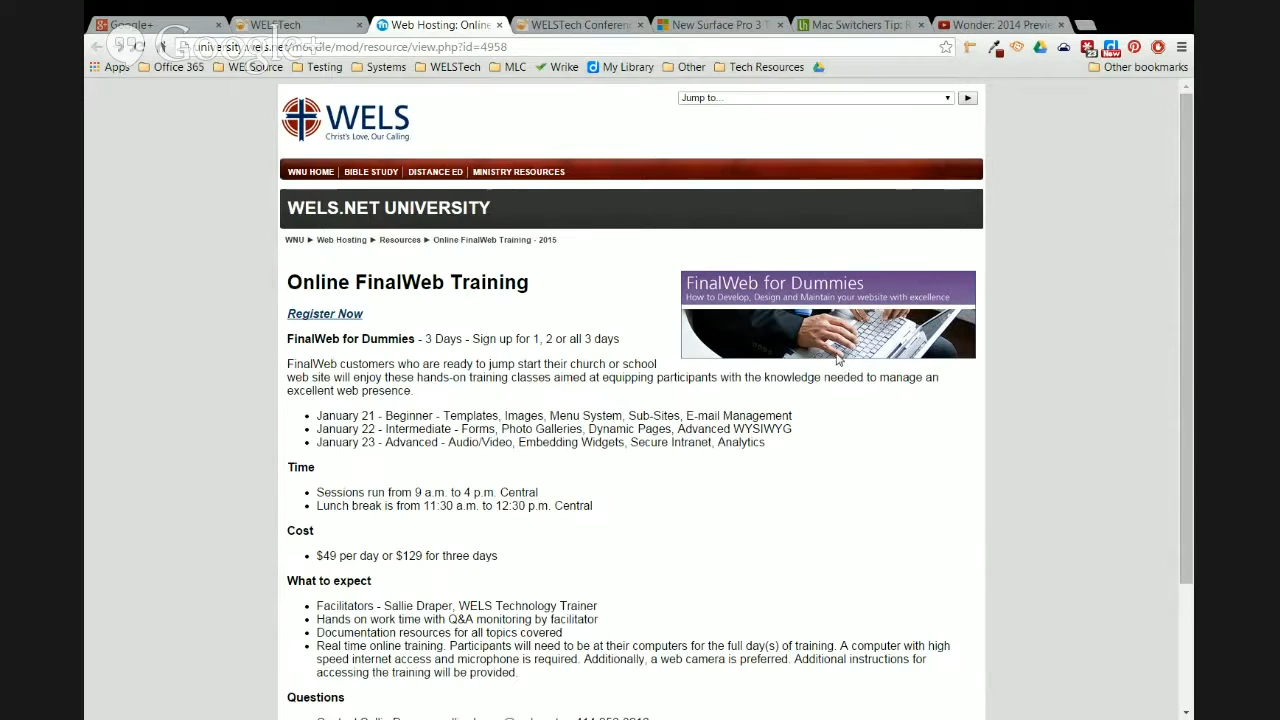 Google+
WELSTech
Web Hosting: Online
WELSTech Conferen
New Surface Pro 3 T
Mac Switchers Tip: R
Wonder: 2014 Previe
Google+
university.wels.net/moodle/mod/resource/view.php?id=4958
Apps Office 365 WELSource Testing Systems WELSTech MLC Wrike My Library Other Tech Resources Other bookmarks
WELS
Christ's Love, Our Calling.
Jump to...
WNU HOME | BIBLE STUDY | DISTANCE ED | MINISTRY RESOURCES
WELS.NET UNIVERSITY
WNU ► Web Hosting ► Resources ► Online FinalWeb Training - 2015
Online FinalWeb Training
FinalWeb for Dummies
How to Develop, Design and Maintain your website with excellence
Register Now
FinalWeb for Dummies - 3 Days - Sign up for 1, 2 or all 3 days
FinalWeb customers who are ready to jump start their church or school
web site will enjoy these hands-on training classes aimed at equipping participants with the knowledge needed to manage an
excellent web presence.
• January 21 - Beginner - Templates, Images, Menu System, Sub-Sites, E-mail Management
• January 22 - Intermediate - Forms, Photo Galleries, Dynamic Pages, Advanced WYSIWYG
• January 23 - Advanced - Audio/Video, Embedding Widgets, Secure Intranet, Analytics
Time
• Sessions run from 9 a.m. to 4 p.m. Central
• Lunch break is from 11:30 a.m. to 12:30 p.m. Central
Cost
• $49 per day or $129 for three days
What to expect
• Facilitators - Sallie Draper, WELS Technology Trainer
• Hands on work time with Q&A monitoring by facilitator
• Documentation resources for all topics covered
• Real time online training. Participants will need to be at their computers for the full day(s) of training. A computer with high
speed internet access and microphone is required. Additionally, a web camera is preferred. Additional instructions for
accessing the training will be provided.
Questions